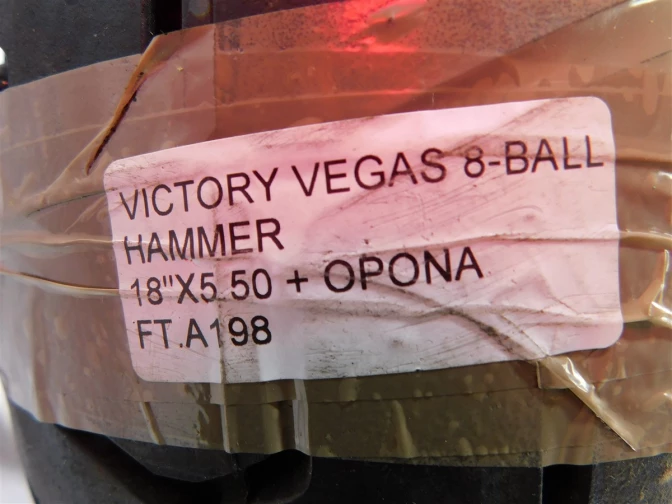 VICTORY VEGAS 8-BALL
HAMMER
18"X5.50 + OPONA
FT.A198